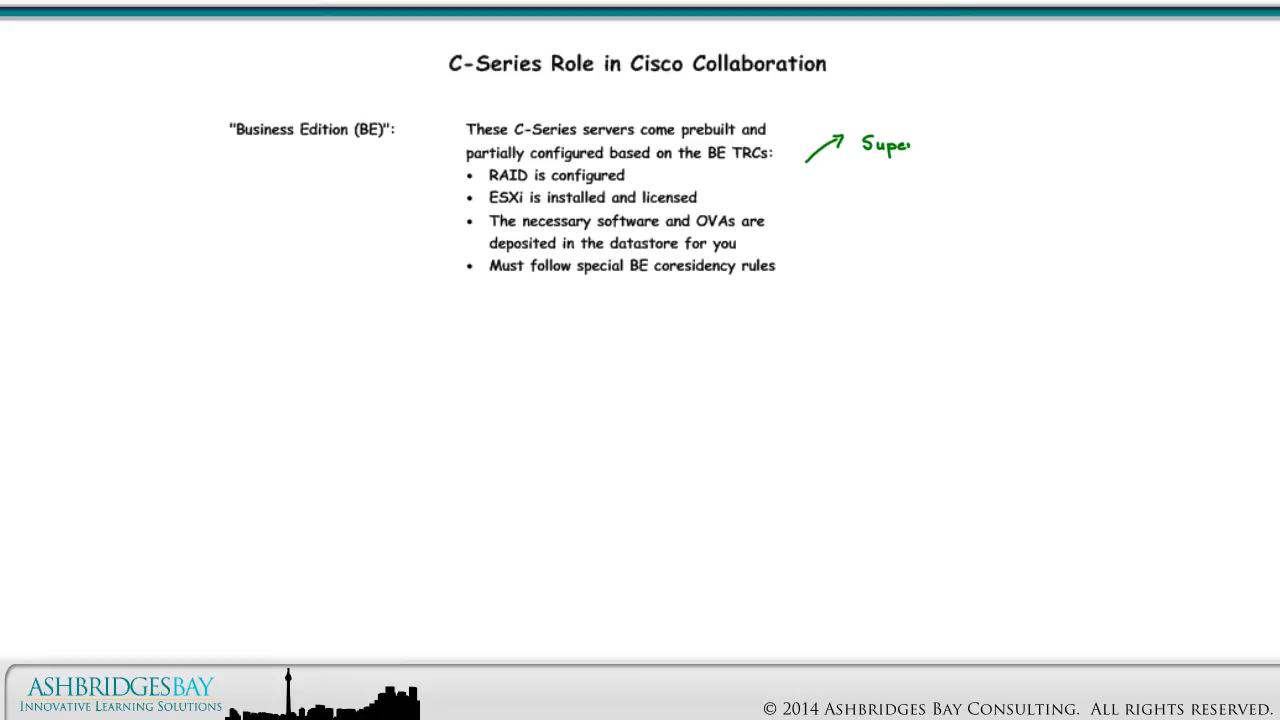 C-Series Role in Cisco Collaboration
"Business Edition (BE)":
These C-Series servers come prebuilt and
partially configured based on the BE TRCs:
• RAID is configured
• ESXi is installed and licensed
• The necessary software and OVAs are
deposited in the datastore for you
• Must follow special BE coresidency rules
Supe
ASHBRIDGESBAY
INNOVATIVE LEARNING SOLUTIONS
© 2014 ASHBRIDGES BAY CONSULTING. ALL RIGHTS RESERVED.